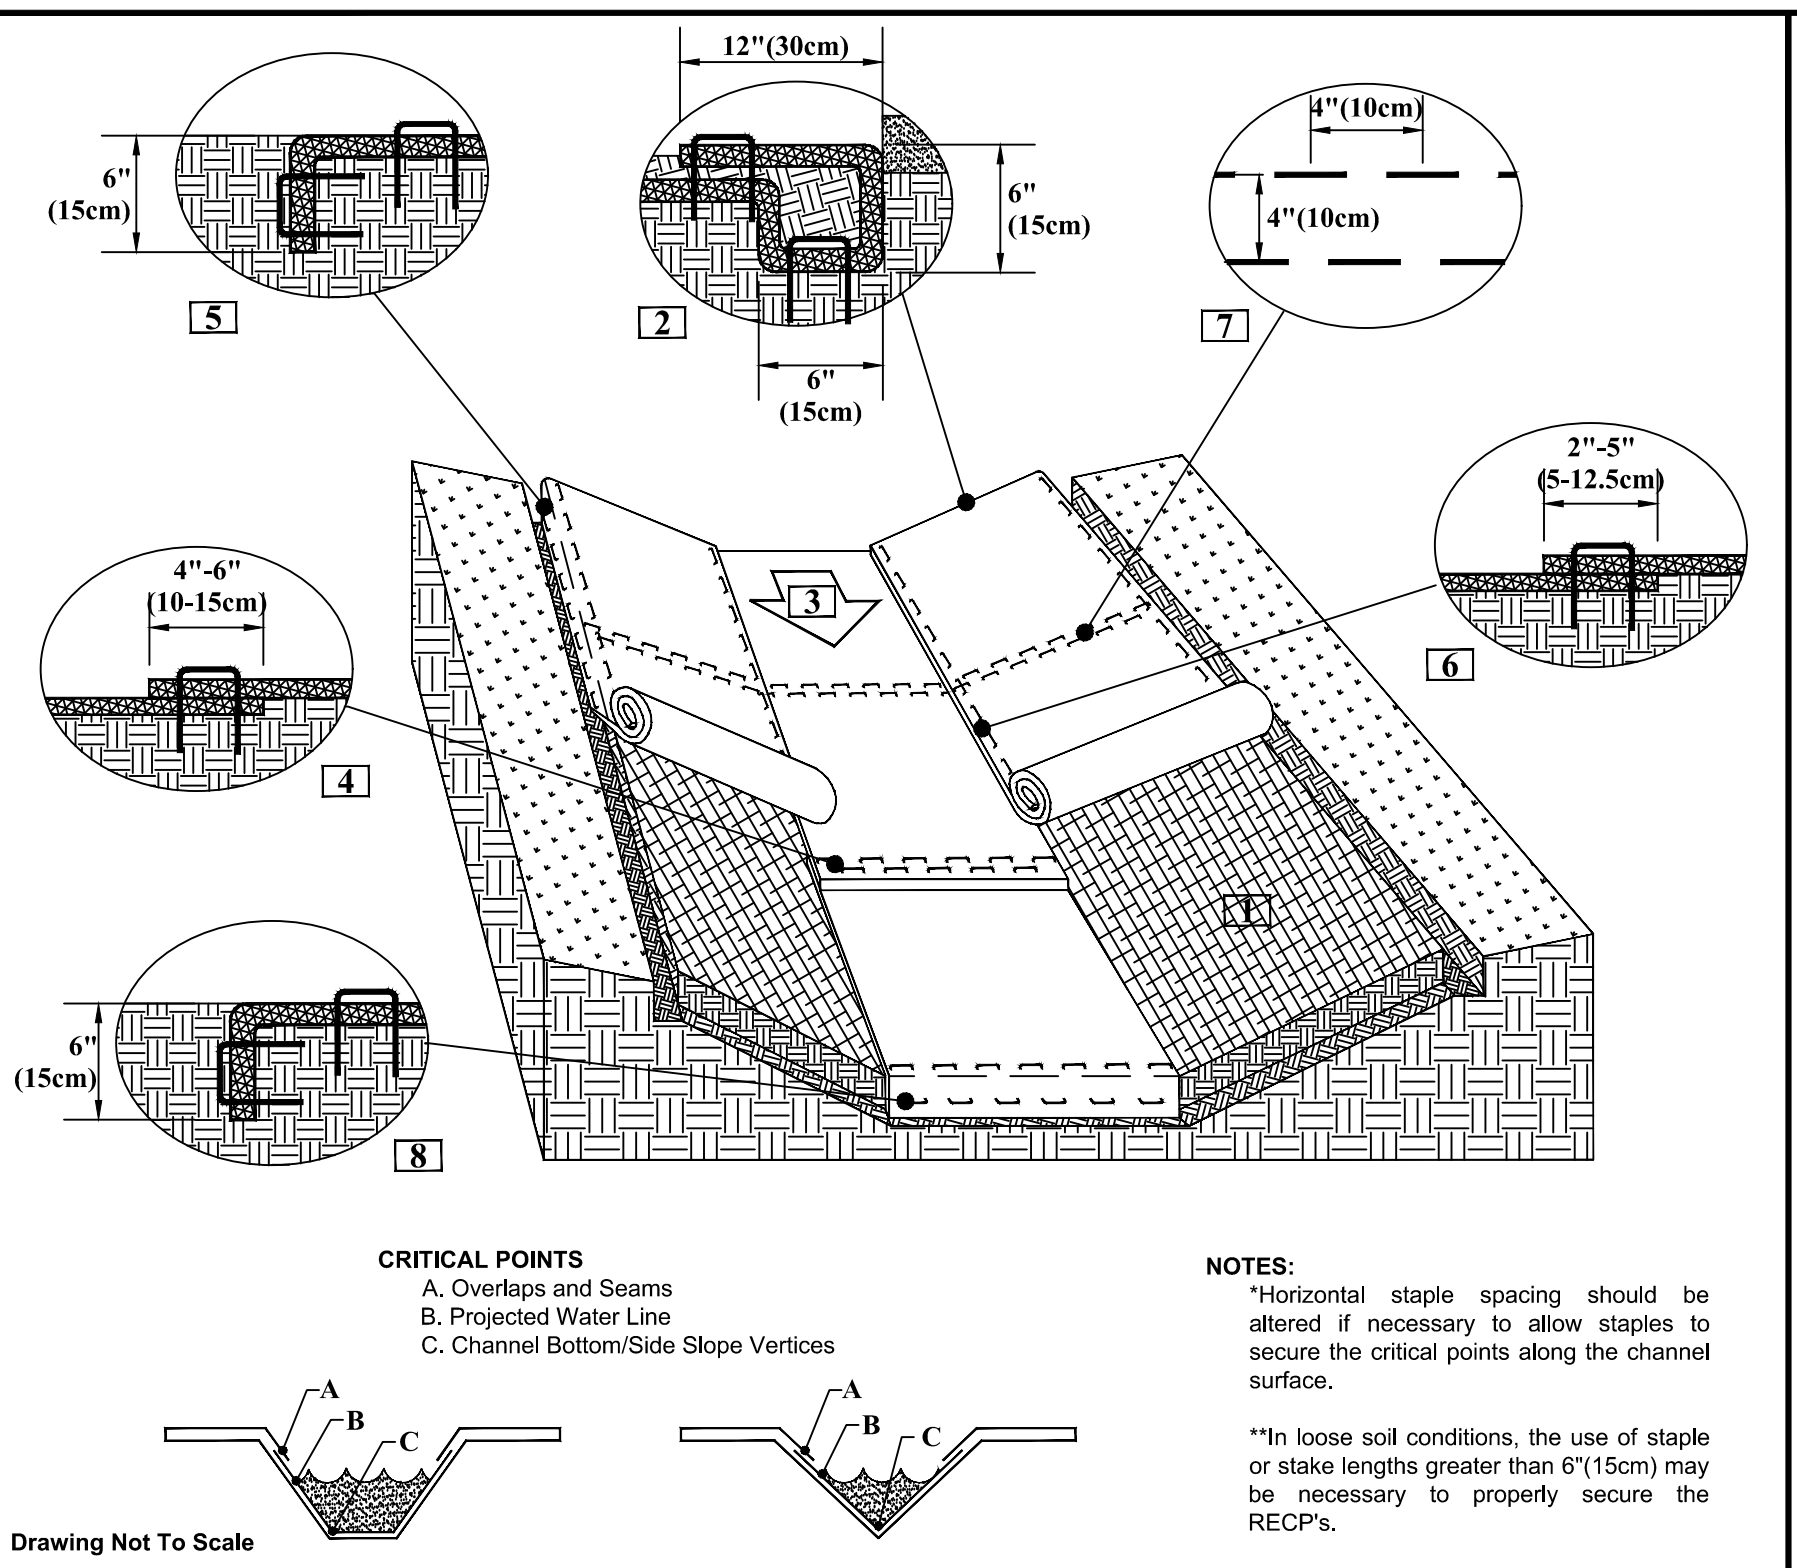 12"(30cm)
6"
(15cm)
5
6"
(15cm)
6"
(15cm)
2
4"(10cm)
4"(10cm)
7
2"-5"
(5-12.5cm)
6
3
4"-6"
(10-15cm)
4
1
6"
(15cm)
8
CRITICAL POINTS
A. Overlaps and Seams
B. Projected Water Line
C. Channel Bottom/Side Slope Vertices
A
B
C
A
B
C
NOTES:
*Horizontal staple spacing should be
altered if necessary to allow staples to
secure the critical points along the channel
surface.
**In loose soil conditions, the use of staple
or stake lengths greater than 6"(15cm) may
be necessary to properly secure the
RECP's.
Drawing Not To Scale